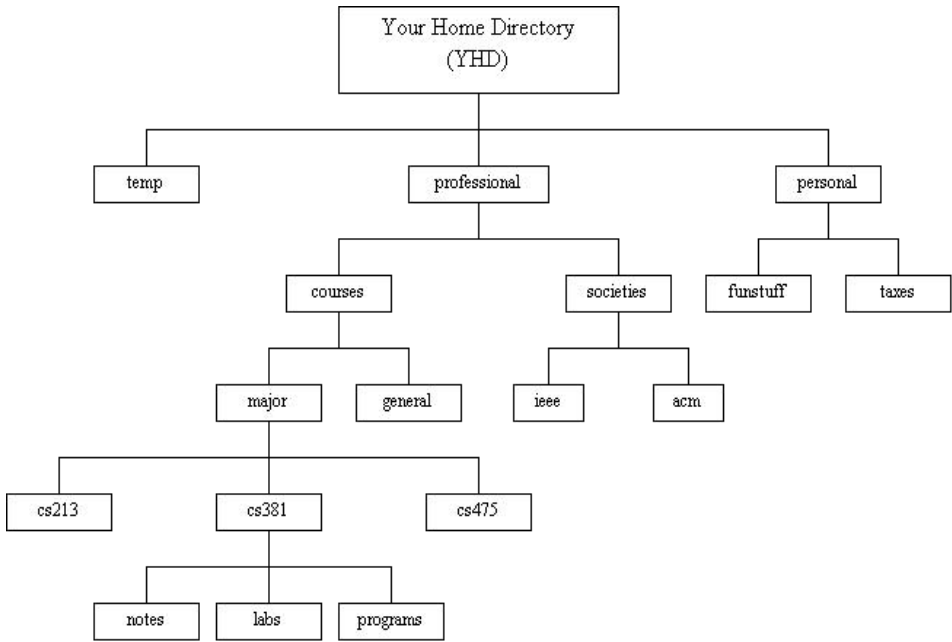 Your Home Directory
(YHD)
temp
professional
personal
courses
societies
funstuff
taxes
major
general
ieee
acm
cs213
cs381
cs475
notes
labs
programs